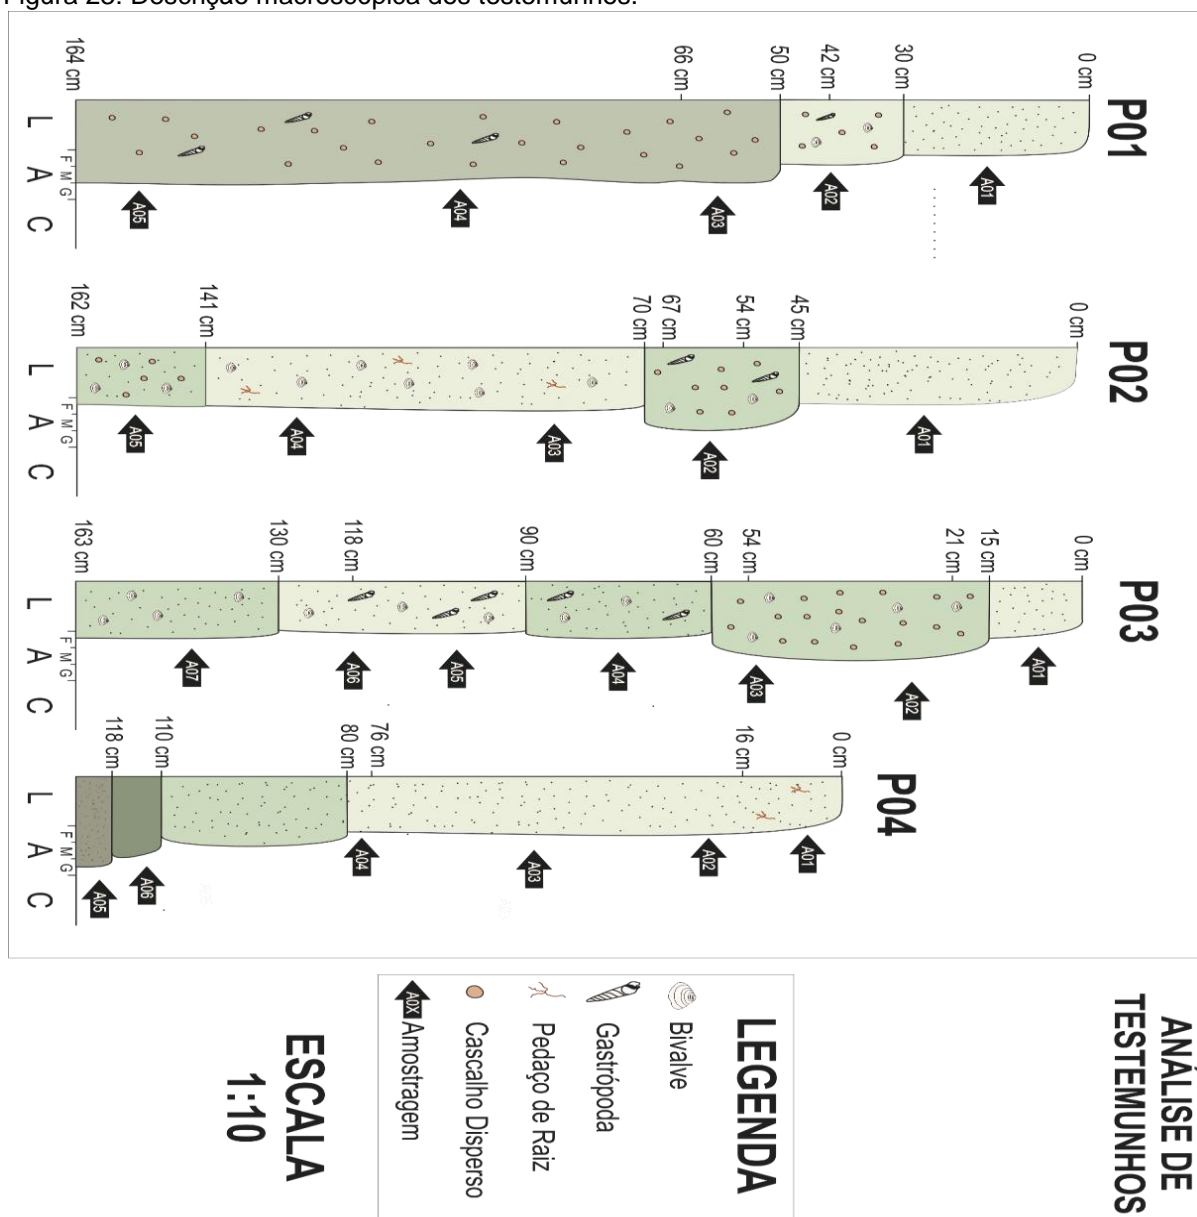 Figura 25. Descrição macroscópica dos testemunhos.
P01
0 cm
30 cm
42 cm
50 cm
66 cm
164 cm
A01
A02
A03
A04
A05
L A C
F M G
P02
0 cm
45 cm
54 cm
67 cm
70 cm
141 cm
162 cm
A01
A02
A03
A04
A05
L A C
F M G
P03
0 cm
15 cm
21 cm
54 cm
60 cm
90 cm
118 cm
130 cm
163 cm
A01
A02
A03
A04
A05
A06
A07
L A C
F M G
P04
0 cm
16 cm
76 cm
80 cm
110 cm
118 cm
A01
A02
A03
A04
A06
A05
L A C
F M G
ANÁLISE DE
TESTEMUNHOS
LEGENDA
Bivalve
Gastrópoda
Pedaço de Raiz
Cascalho Disperso
A0X Amostragem
ESCALA
1:10